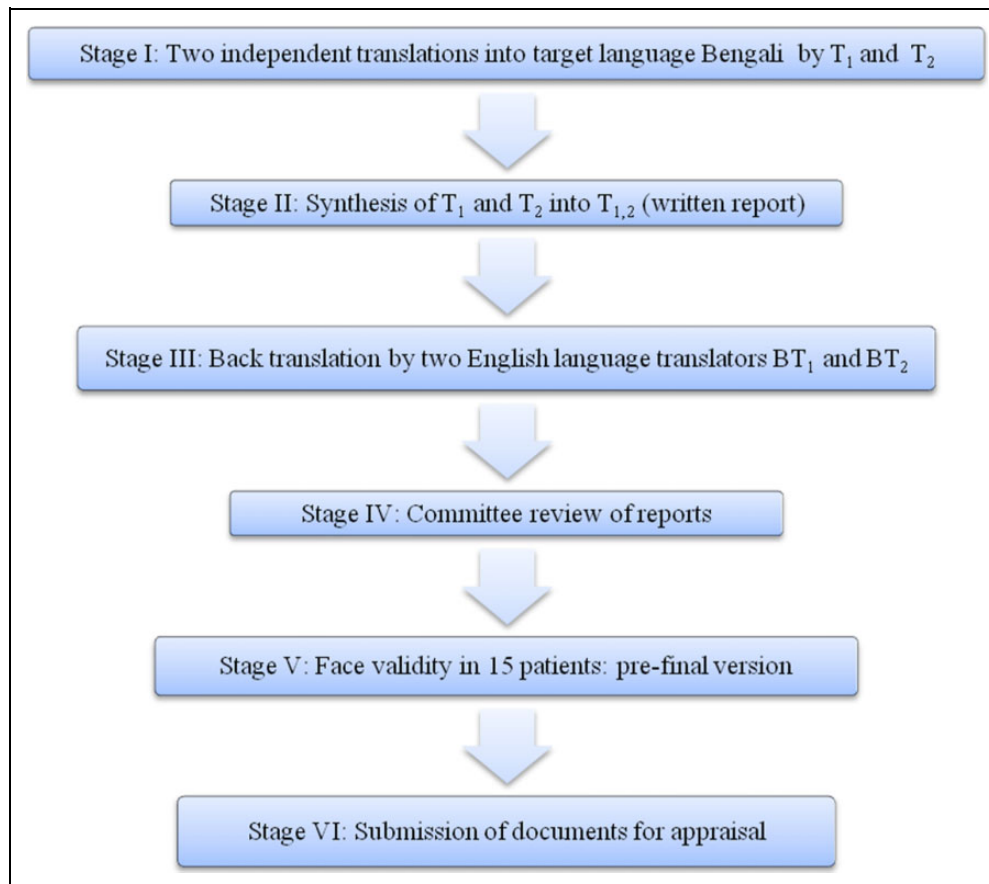 Stage I: Two independent translations into target language Bengali by T₁ and T₂
Stage II: Synthesis of T₁ and T₂ into T₁,₂ (written report)
Stage III: Back translation by two English language translators BT₁ and BT₂
Stage IV: Committee review of reports
Stage V: Face validity in 15 patients: pre-final version
Stage VI: Submission of documents for appraisal